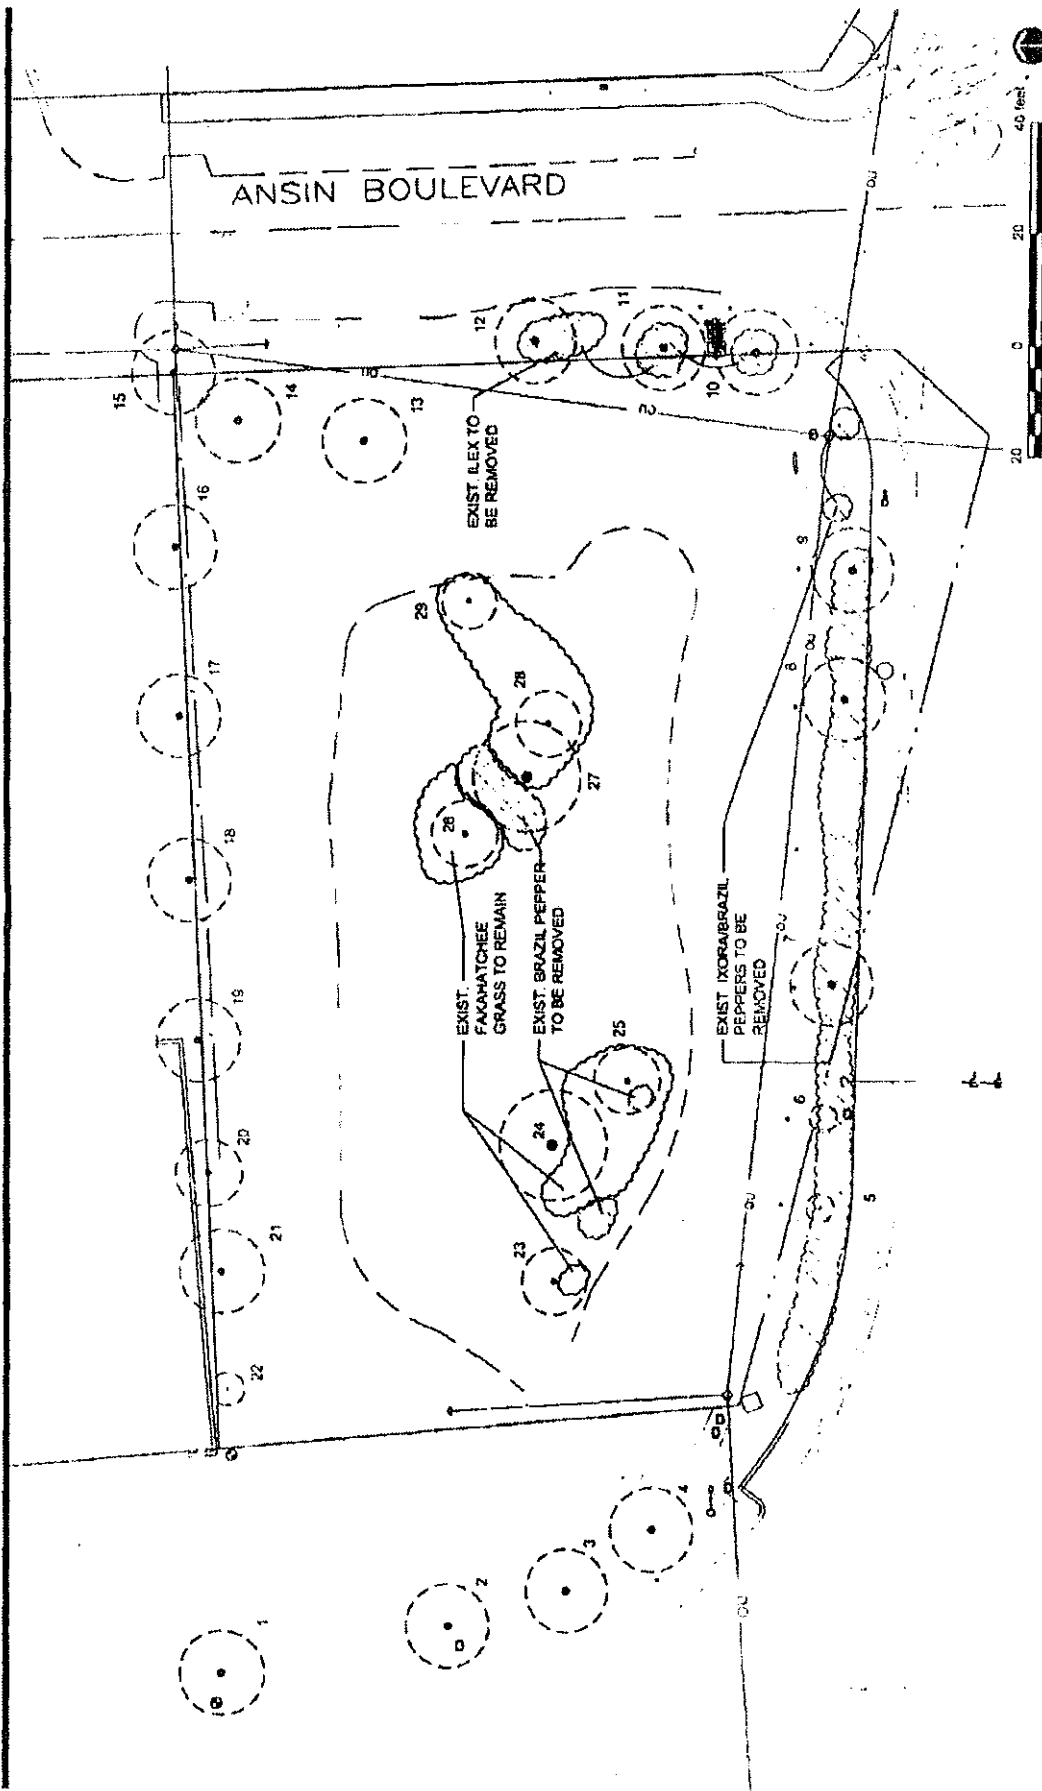 ANSIN BOULEVARD
40 feet
20
0
20
12
11
10
15
14
13
EXIST. ILEX TO
BE REMOVED
16
17
18
19
20
21
22
29
28
27
26
EXIST.
FAKAHATCHEE
GRASS TO REMAIN
EXIST. BRAZIL PEPPER
TO BE REMOVED
25
24
23
9
8
7
6
5
EXIST IXORA/BRAZIL
PEPPERS TO BE
REMOVED
4
3
2
1